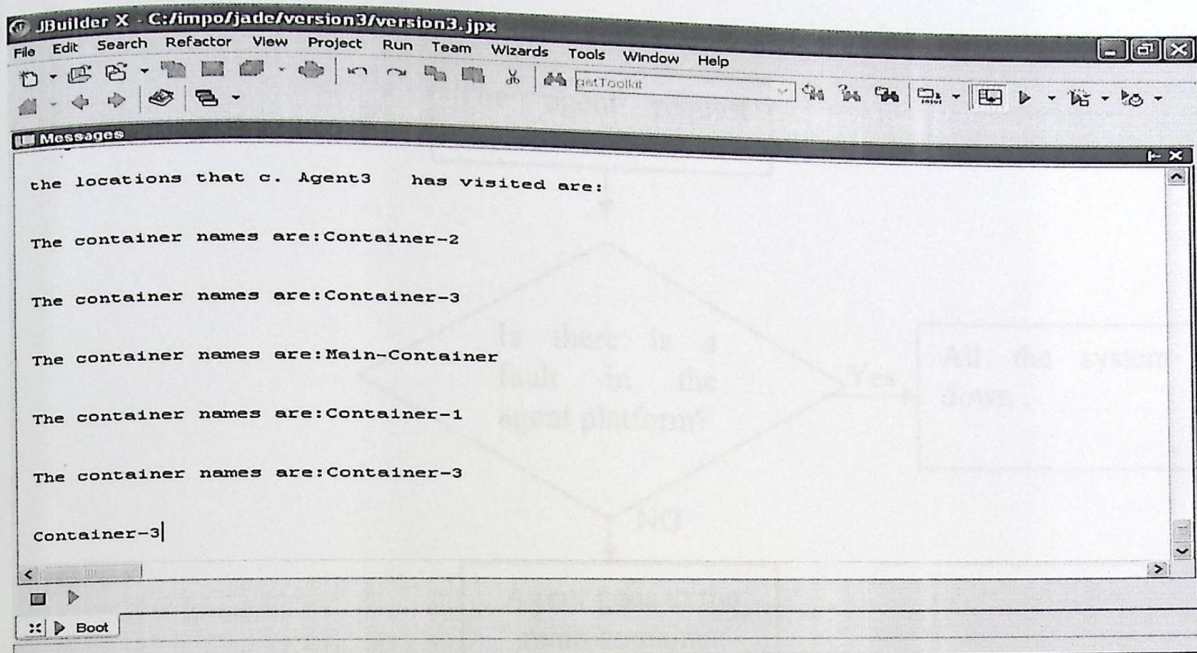 JBuilder X - C:/impo/jade/version3/version3.jpx
File Edit Search Refactor View Project Run Team Wizards Tools Window Help
getToolkit
Messages
the locations that c. Agent3 has visited are:
The container names are:Container-2
The container names are:Container-3
The container names are:Main-Container
The container names are:Container-1
The container names are:Container-3
Container-3
Boot
Is there is a
fault in the
agent platform?
Yes
All the system
down
NO